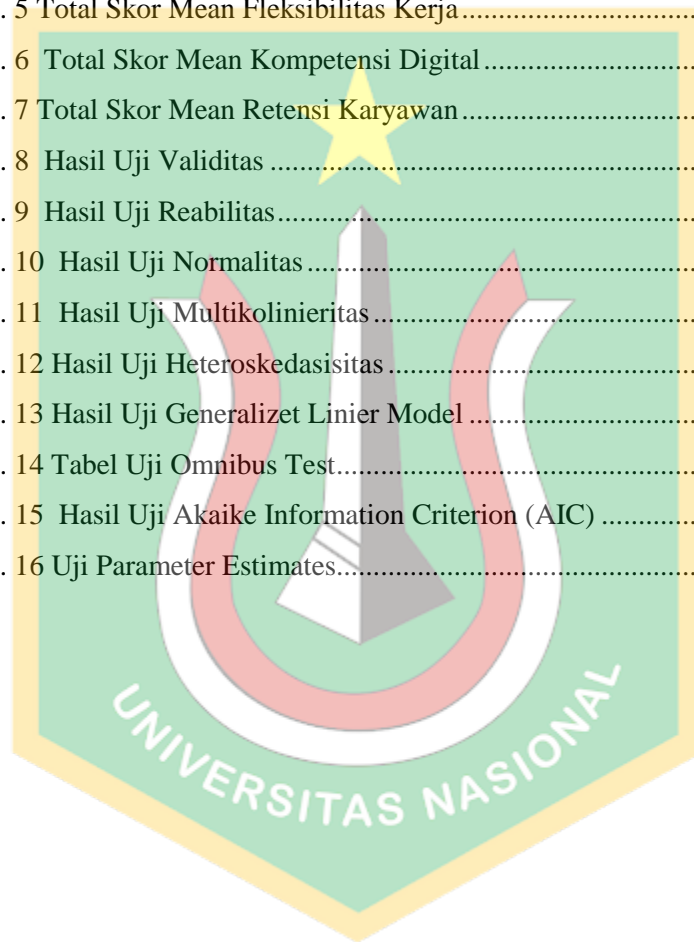 . 5 Total Skor Mean Fleksibilitas Kerja....................................
. 6 Total Skor Mean Kompetensi Digital....................................
. 7 Total Skor Mean Retensi Karyawan....................................
. 8 Hasil Uji Validitas....................................
. 9 Hasil Uji Reabilitas....................................
. 10 Hasil Uji Normalitas....................................
. 11 Hasil Uji Multikolinieritas....................................
. 12 Hasil Uji Heteroskedasisitas....................................
. 13 Hasil Uji Generalizet Linier Model....................................
. 14 Tabel Uji Omnibus Test....................................
. 15 Hasil Uji Akaike Information Criterion (AIC)....................................
. 16 Uji Parameter Estimates....................................
UNIVERSITAS NASIONAL